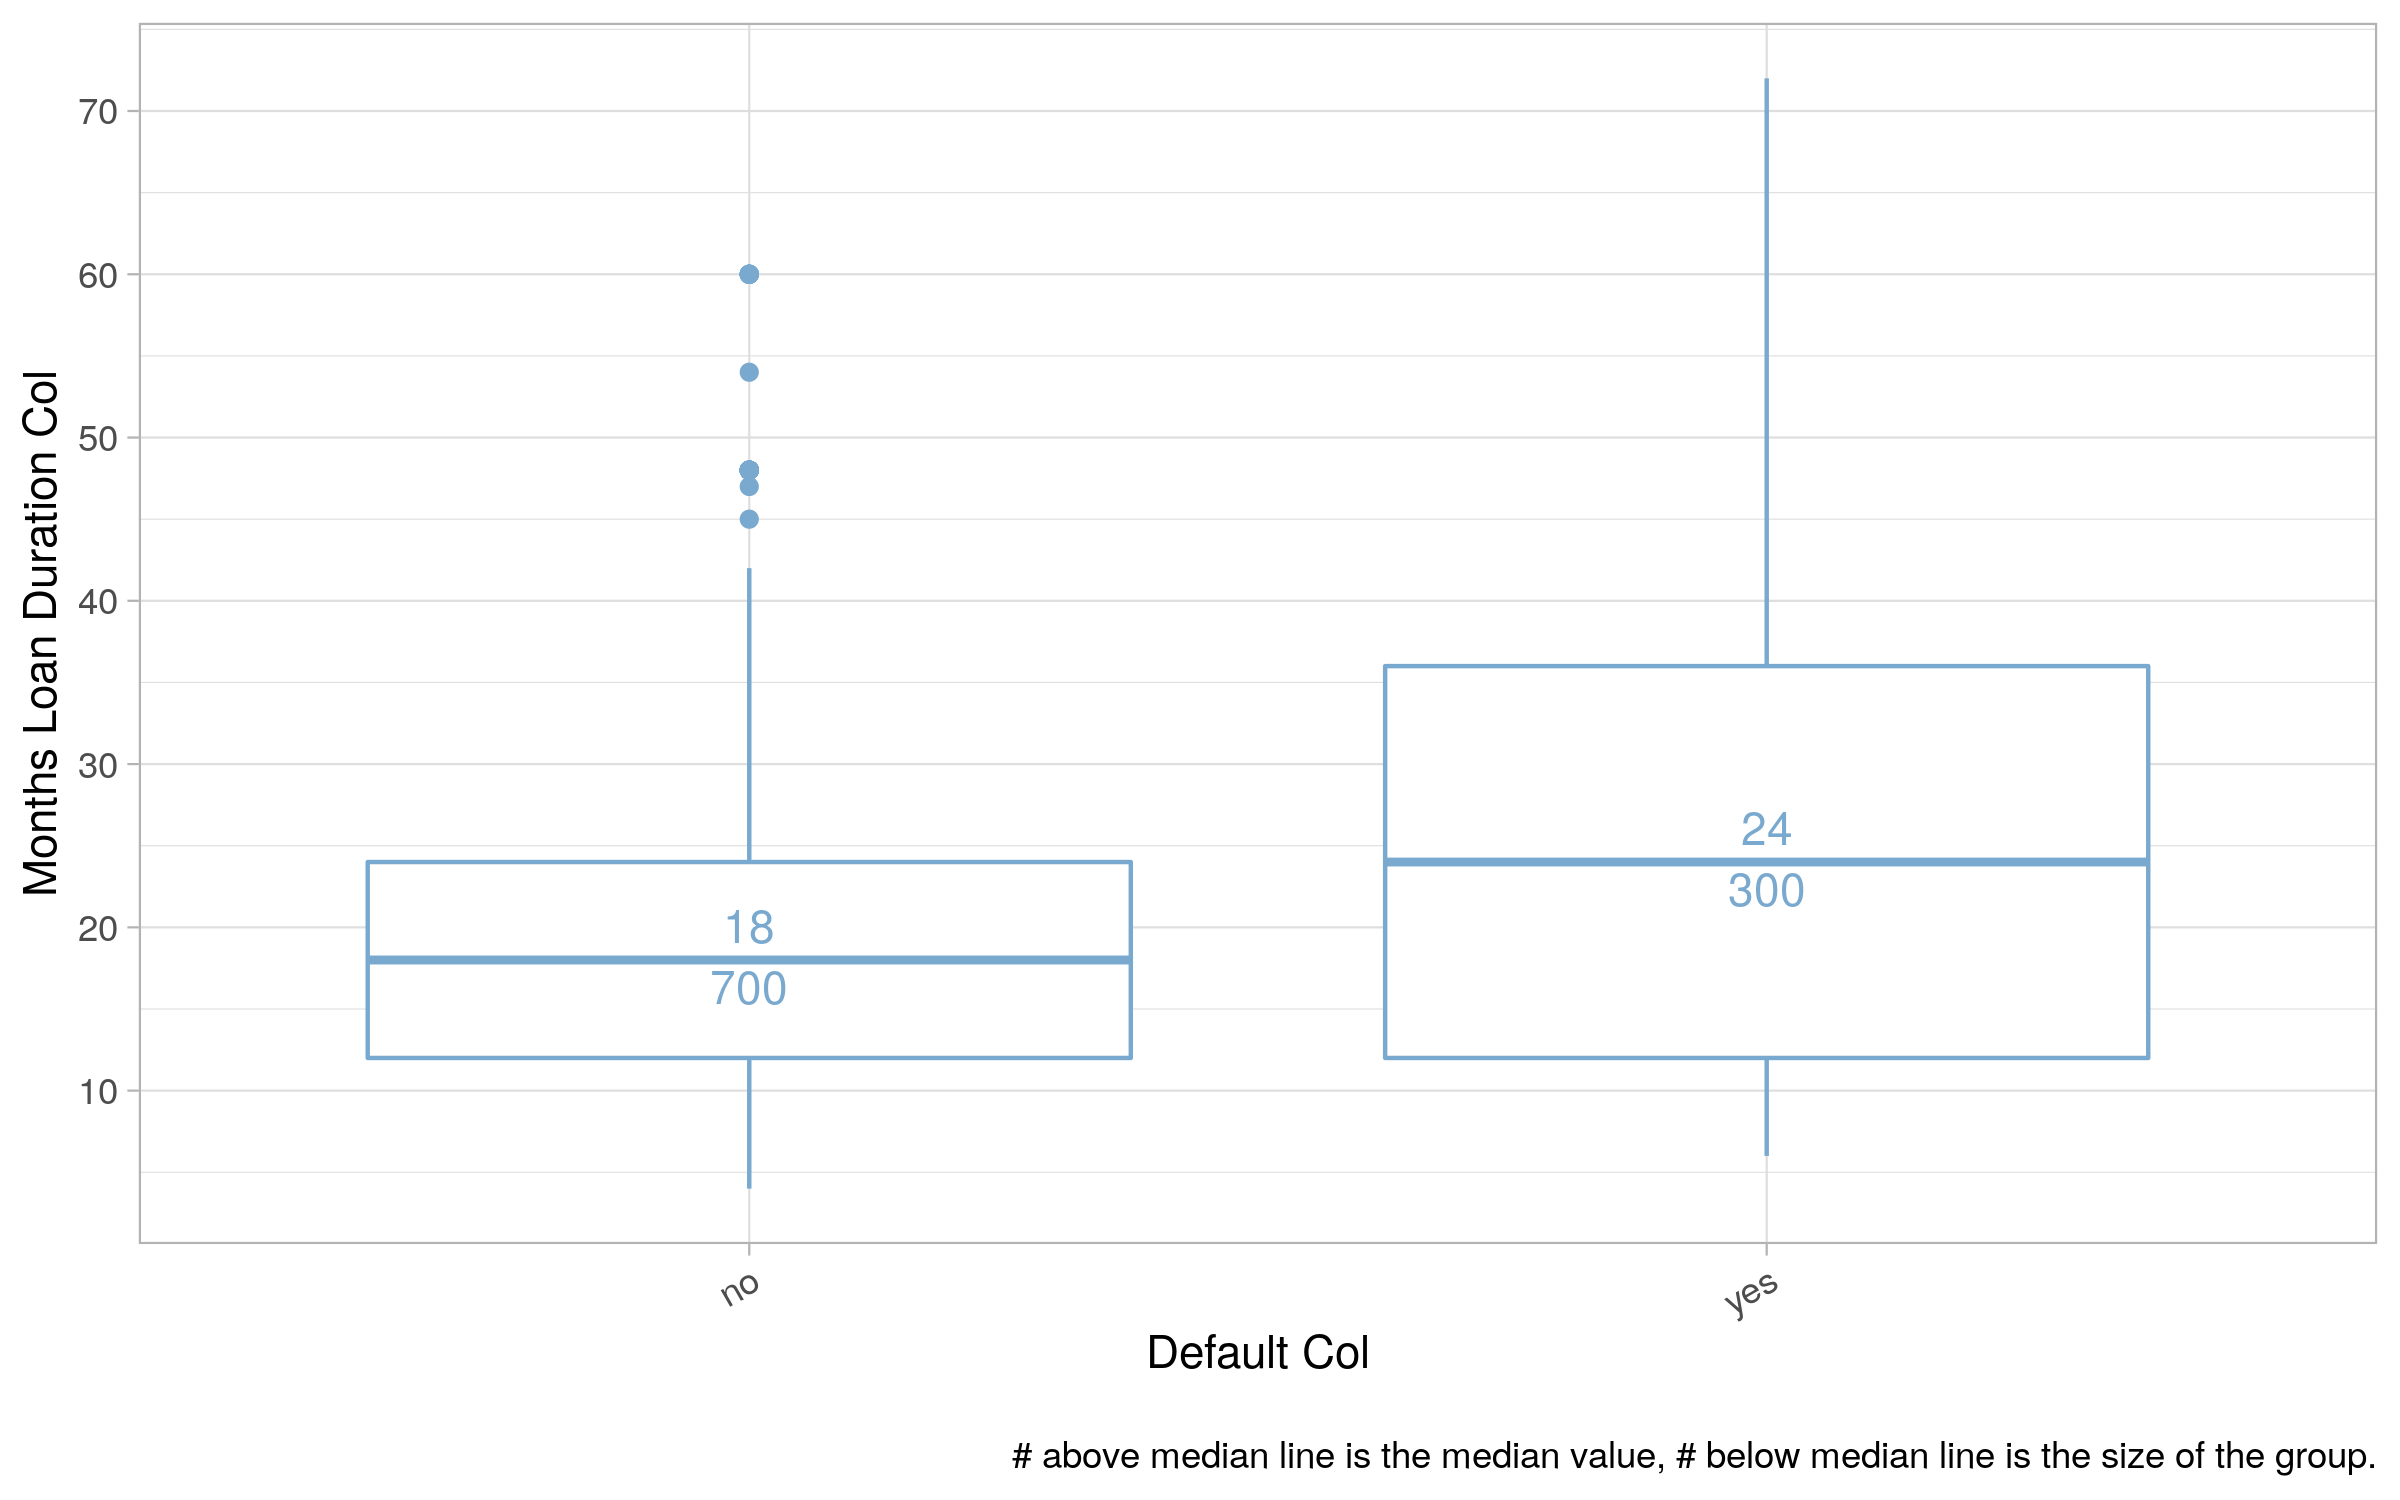 Months Loan Duration Col
70
60
50
40
30
20
10
18
700
24
300
no
yes
Default Col
# above median line is the median value, # below median line is the size of the group.